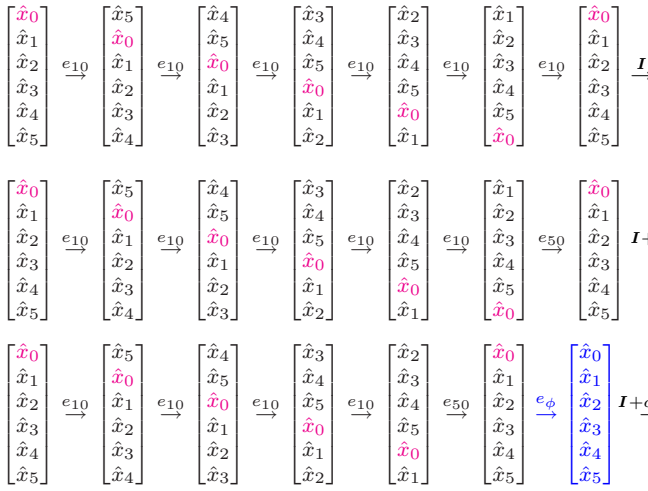 x̂₀ x̂₅ x̂₄ x̂₃ x̂₂ x̂₁ x̂₀
x̂₁ x̂₀ x̂₅ x̂₄ x̂₃ x̂₂ x̂₁
x̂₂ x̂₁ x̂₀ x̂₅ x̂₄ x̂₃ x̂₂
e₁₀ → e₁₀ → e₁₀ → e₁₀ → e₁₀ → e₁₀ → I →
x̂₃ x̂₂ x̂₁ x̂₀ x̂₅ x̂₄ x̂₃
x̂₄ x̂₃ x̂₂ x̂₁ x̂₀ x̂₅ x̂₄
x̂₅ x̂₄ x̂₃ x̂₂ x̂₁ x̂₀ x̂₅
x̂₀ x̂₅ x̂₄ x̂₃ x̂₂ x̂₁ x̂₀
x̂₁ x̂₀ x̂₅ x̂₄ x̂₃ x̂₂ x̂₁
x̂₂ x̂₁ x̂₀ x̂₅ x̂₄ x̂₃ x̂₂
e₁₀ → e₁₀ → e₁₀ → e₁₀ → e₁₀ → e₅₀ → I+
x̂₃ x̂₂ x̂₁ x̂₀ x̂₅ x̂₄ x̂₃
x̂₄ x̂₃ x̂₂ x̂₁ x̂₀ x̂₅ x̂₄
x̂₅ x̂₄ x̂₃ x̂₂ x̂₁ x̂₀ x̂₅
x̂₀ x̂₅ x̂₄ x̂₃ x̂₂ x̂₀ x̂₀
x̂₁ x̂₀ x̂₅ x̂₄ x̂₃ x̂₁ x̂₁
x̂₂ x̂₁ x̂₀ x̂₅ x̂₄ x̂₂ x̂₂
e₁₀ → e₁₀ → e₁₀ → e₁₀ → e₅₀ → e_ϕ → I+ →
x̂₃ x̂₂ x̂₁ x̂₀ x̂₅ x̂₃ x̂₃
x̂₄ x̂₃ x̂₂ x̂₁ x̂₀ x̂₄ x̂₄
x̂₅ x̂₄ x̂₃ x̂₂ x̂₁ x̂₅ x̂₅